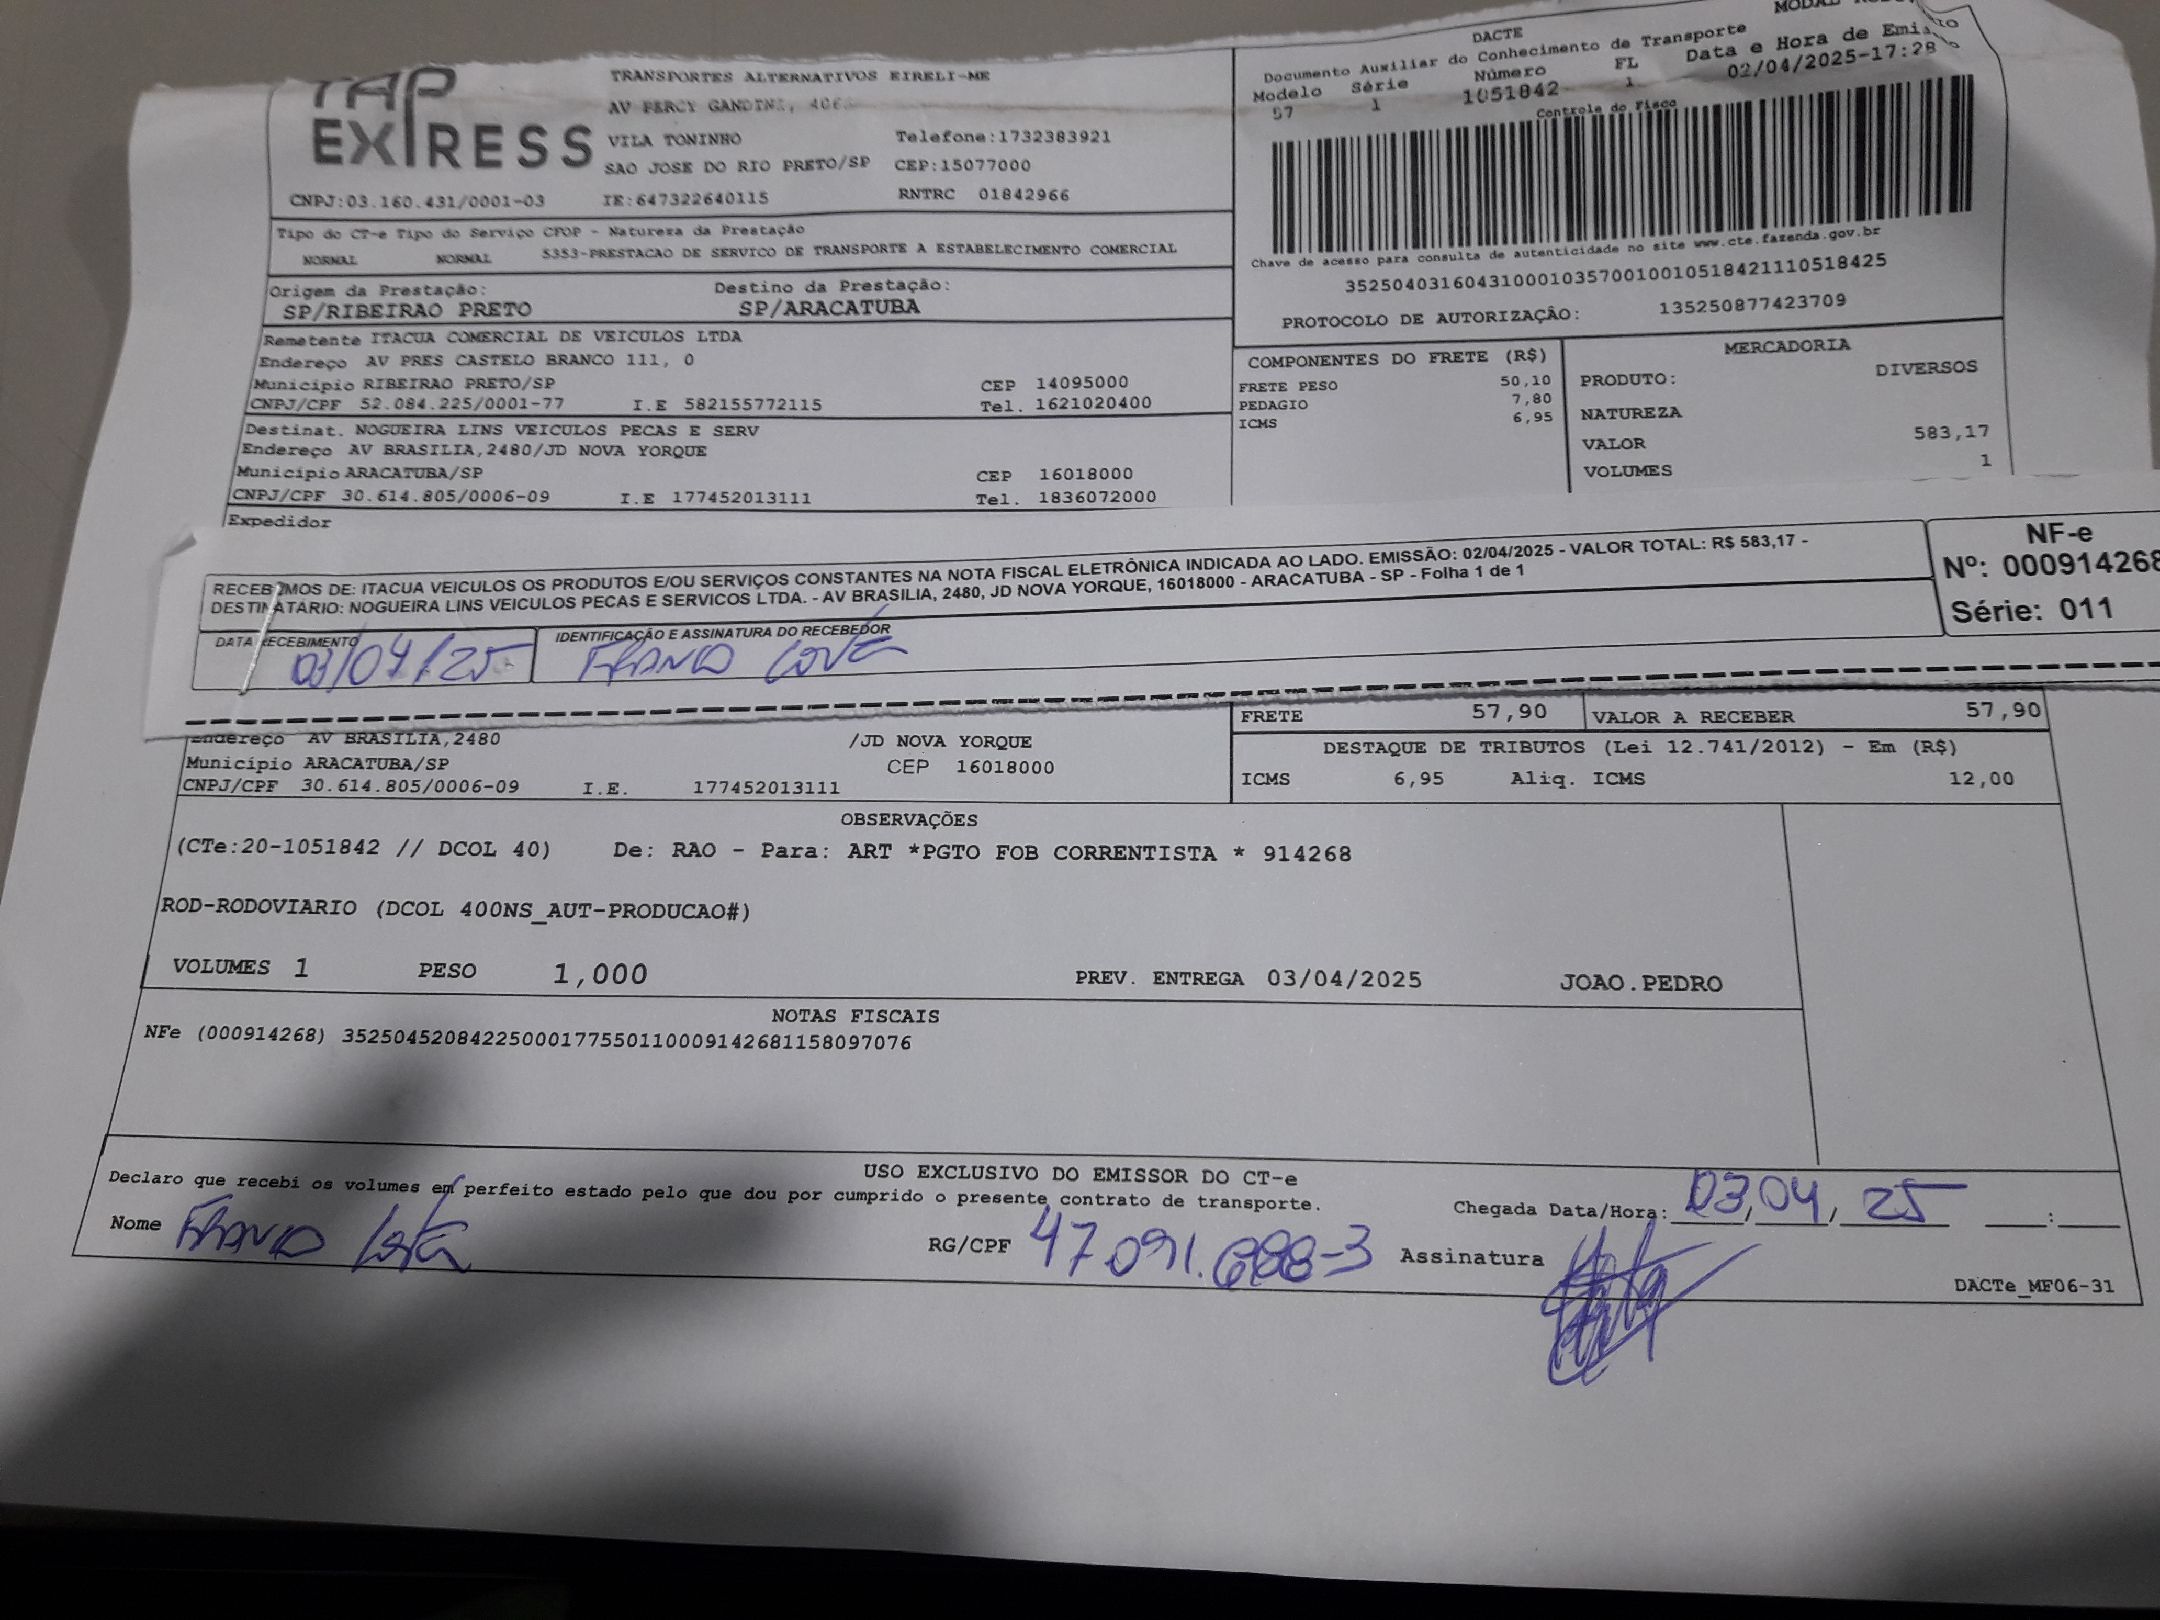 TAP
EXPRESS
TRANSPORTES ALTERNATIVOS EIRELI-ME
AV PERCY GANDINI,
VILA TONINHO Telefone:1732383921
SAO JOSE DO RIO PRETO/SP CEP:15077000
CNPJ:03.160.431/0001-03 IE:647322640115 RNTRC 01842966
DACTE
Documento Auxiliar do Conhecimento de Transporte
Modelo Série Número FL Data e Hora de
57 1 1051842 1 02/04/2025-17:28
Controle do Fisco
Chave de acesso para consulta de autenticidade no site www.cte.fazenda.gov.br
35250403160431000103570010010518421110518425
PROTOCOLO DE AUTORIZAÇÃO: 135250877423709
Tipo do CT-e Tipo do Serviço CFOP - Natureza da Prestação
NORMAL NORMAL 5353-PRESTACAO DE SERVICO DE TRANSPORTE A ESTABELECIMENTO COMERCIAL
Origem da Prestação: Destino da Prestação:
SP/RIBEIRAO PRETO SP/ARACATUBA
Remetente ITACUA COMERCIAL DE VEICULOS LTDA
Endereço AV PRES CASTELO BRANCO 111, 0
Município RIBEIRAO PRETO/SP CEP 14095000
CNPJ/CPF 52.084.225/0001-77 I.E 582155772115 Tel. 1621020400
Destinat. NOGUEIRA LINS VEICULOS PECAS E SERV
Endereço AV BRASILIA,2480/JD NOVA YORQUE
Município ARACATUBA/SP CEP 16018000
CNPJ/CPF 30.614.805/0006-09 I.E 177452013111 Tel. 1836072000
Expedidor
COMPONENTES DO FRETE (R$)
FRETE PESO 50,10
PEDAGIO 7,80
ICMS 6,95
MERCADORIA
PRODUTO: DIVERSOS
NATUREZA
VALOR 583,17
VOLUMES 1
RECEBEMOS DE: ITACUA VEICULOS OS PRODUTOS E/OU SERVIÇOS CONSTANTES NA NOTA FISCAL ELETRÔNICA INDICADA AO LADO. EMISSÃO: 02/04/2025 - VALOR TOTAL: R$ 583,17 -
DESTINATÁRIO: NOGUEIRA LINS VEICULOS PECAS E SERVICOS LTDA. - AV BRASILIA, 2480, JD NOVA YORQUE, 16018000 - ARACATUBA - SP - Folha 1 de 1
DATA RECEBIMENTO IDENTIFICAÇÃO E ASSINATURA DO RECEBEDOR
03/04/25
NF-e
Nº: 000914268
Série: 011
FRETE 57,90 VALOR A RECEBER 57,90
Endereço AV BRASILIA,2480 /JD NOVA YORQUE
Município ARACATUBA/SP CEP 16018000
CNPJ/CPF 30.614.805/0006-09 I.E. 177452013111
DESTAQUE DE TRIBUTOS (Lei 12.741/2012) - Em (R$)
ICMS 6,95 Aliq. ICMS 12,00
OBSERVAÇÕES
(CTe:20-1051842 // DCOL 40) De: RAO - Para: ART *PGTO FOB CORRENTISTA * 914268
ROD-RODOVIARIO (DCOL 400NS_AUT-PRODUCAO#)
VOLUMES 1 PESO 1,000 PREV. ENTREGA 03/04/2025 JOAO.PEDRO
NOTAS FISCAIS
NFe (000914268) 35250452084225000177550110009142681158097076
USO EXCLUSIVO DO EMISSOR DO CT-e
Declaro que recebi os volumes em perfeito estado pelo que dou por cumprido o presente contrato de transporte.
Chegada Data/Hora: 03,04,25 :
Nome RG/CPF 47091.688-3 Assinatura
DACTe_MF06-31